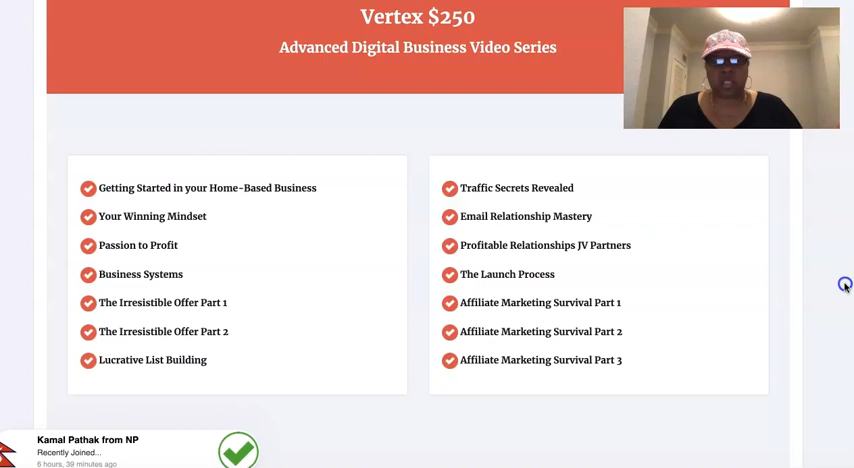 Vertex $250
Advanced Digital Business Video Series
Getting Started in your Home-Based Business
Your Winning Mindset
Passion to Profit
Business Systems
The Irresistible Offer Part 1
The Irresistible Offer Part 2
Lucrative List Building
Traffic Secrets Revealed
Email Relationship Mastery
Profitable Relationships JV Partners
The Launch Process
Affiliate Marketing Survival Part 1
Affiliate Marketing Survival Part 2
Affiliate Marketing Survival Part 3
Kamal Pathak from NP
Recently Joined...
6 hours, 39 minutes ago